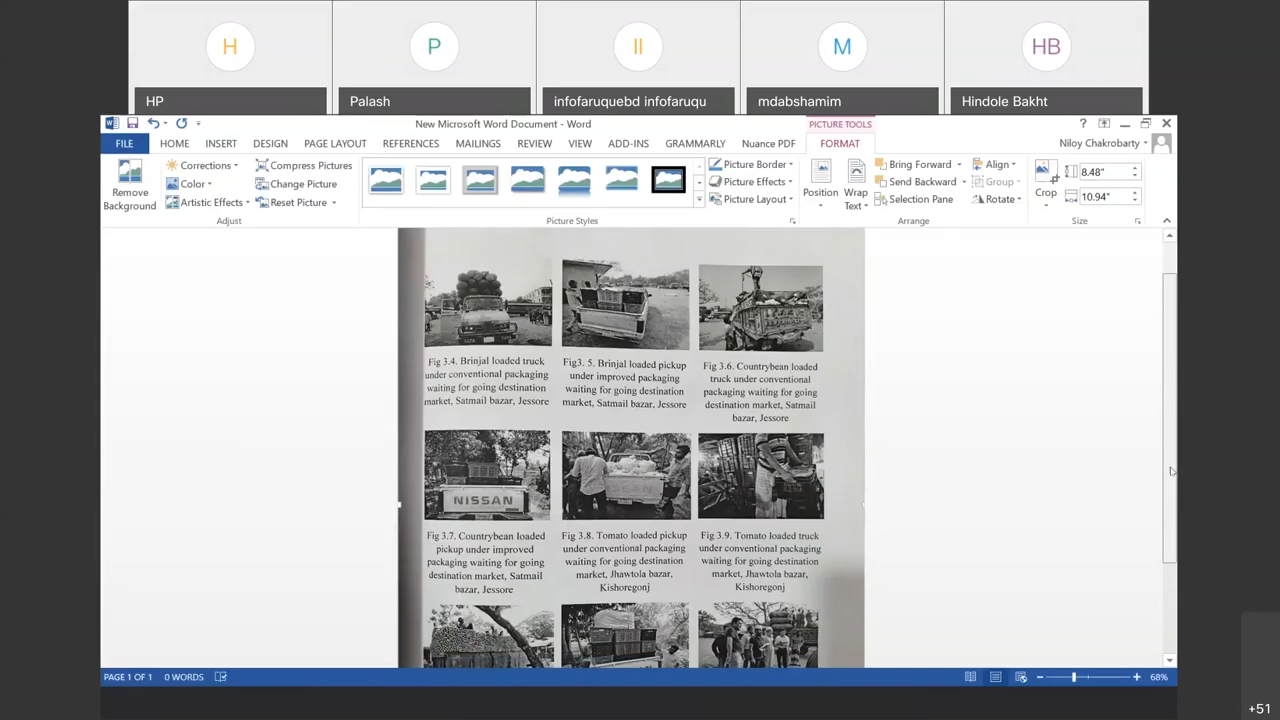 H
P
II
M
HB
HP
Palash
infofaruquebd infofaruqu
mdabshamim
Hindole Bakht
New Microsoft Word Document - Word
PICTURE TOOLS
FILE HOME INSERT DESIGN PAGE LAYOUT REFERENCES MAILINGS REVIEW VIEW ADD-INS GRAMMARLY Nuance PDF FORMAT
Niloy Chakrobarty
Remove Background
Corrections
Color
Artistic Effects
Compress Pictures
Change Picture
Reset Picture
Adjust
Picture Styles
Picture Border
Picture Effects
Picture Layout
Position
Wrap Text
Bring Forward
Send Backward
Selection Pane
Align
Group
Rotate
Arrange
Crop
8.48"
10.94"
Size
Fig 3.4. Brinjal loaded truck
under conventional packaging
waiting for going destination
market, Satmail bazar, Jessore
Fig3. 5. Brinjal loaded pickup
under improved packaging
waiting for going destination
market, Satmail bazar, Jessore
Fig 3.6. Countrybean loaded
truck under conventional
packaging waiting for going
destination market, Satmail
bazar, Jessore
NISSAN
Fig 3.7. Countrybean loaded
pickup under improved
packaging waiting for going
destination market, Satmail
bazar, Jessore
Fig 3.8. Tomato loaded pickup
under conventional packaging
waiting for going destination
market, Jhawtola bazar,
Kishoregonj
Fig 3.9. Tomato loaded truck
under conventional packaging
waiting for going destination
market, Jhawtola bazar,
Kishoregonj
PAGE 1 OF 1 0 WORDS
68%
+51